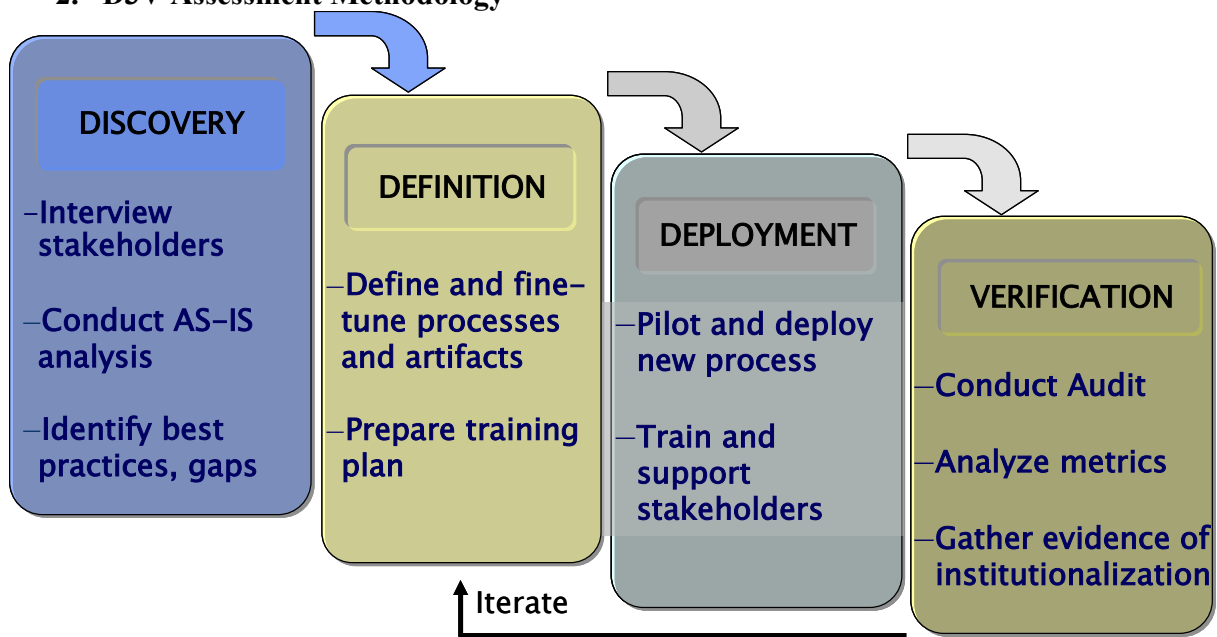 2. D3V Assessment Methodology
DISCOVERY
–Interview
stakeholders
–Conduct AS–IS
analysis
–Identify best
practices, gaps
DEFINITION
–Define and fine–
tune processes
and artifacts
–Prepare training
plan
DEPLOYMENT
–Pilot and deploy
new process
–Train and
support
stakeholders
VERIFICATION
–Conduct Audit
–Analyze metrics
–Gather evidence of
institutionalization
Iterate